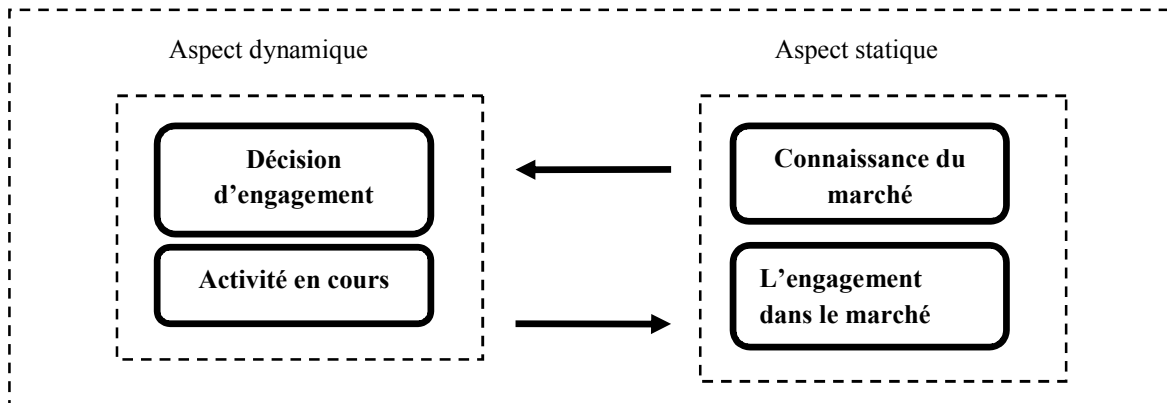 Aspect dynamique
Aspect statique
Décision
d’engagement
Activité en cours
Connaissance du
marché
L’engagement
dans le marché